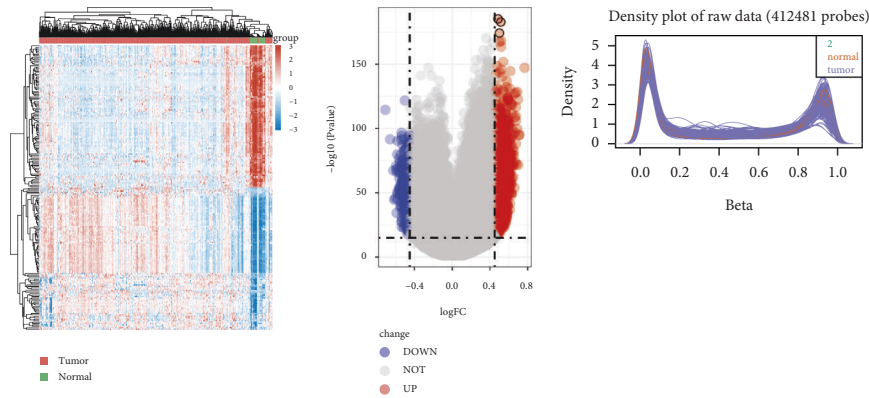 group
3
2
1
0
−1
−2
−3
Tumor
Normal
−log10 (Pvalue)
150
100
50
0
−0.4
0.0
0.4
0.8
logFC
change
DOWN
NOT
UP
Density plot of raw data (412481 probes)
2
normal
tumor
Density
5
4
3
2
1
0
0.0
0.2
0.4
0.6
0.8
1.0
Beta